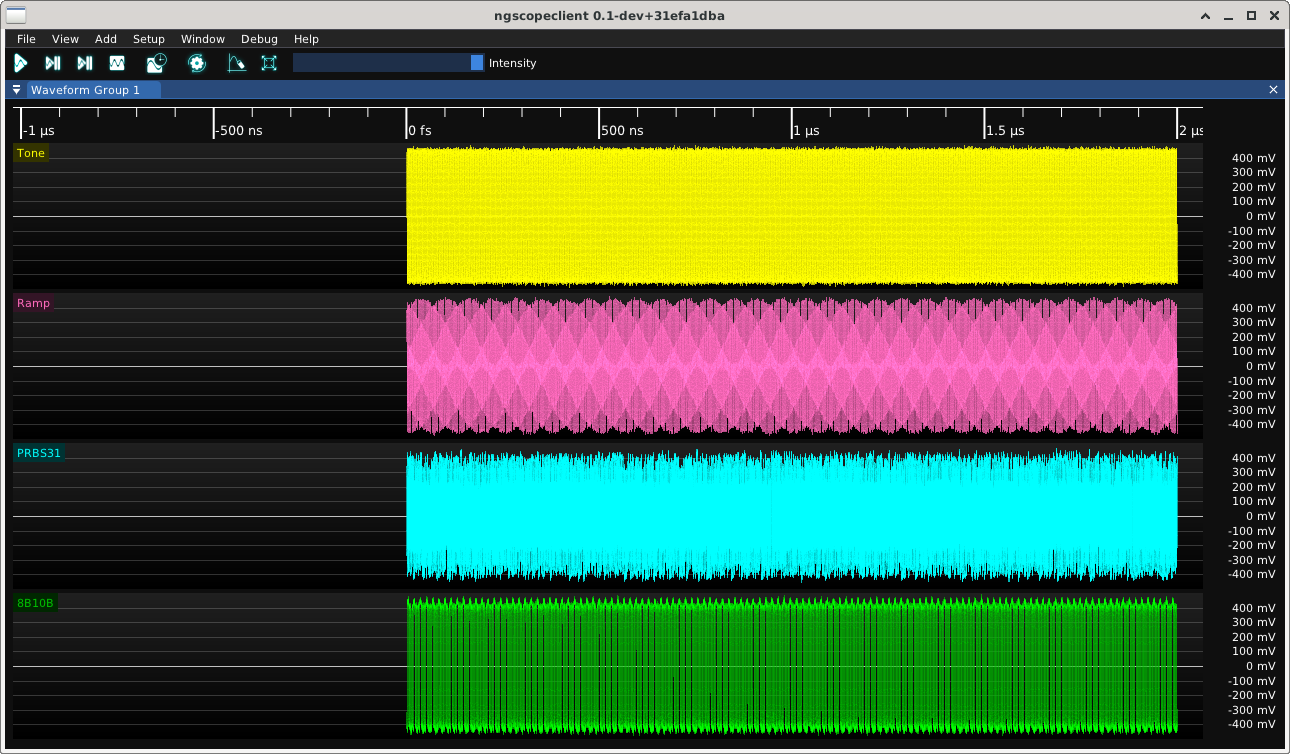 ngscopeclient 0.1-dev+31efa1dba
File View Add Setup Window Debug Help
Intensity
Waveform Group 1
-1 µs -500 ns 0 fs 500 ns 1 µs 1.5 µs 2 µs
Tone
400 mV
300 mV
200 mV
100 mV
0 mV
-100 mV
-200 mV
-300 mV
-400 mV
Ramp
400 mV
300 mV
200 mV
100 mV
0 mV
-100 mV
-200 mV
-300 mV
-400 mV
PRBS31
400 mV
300 mV
200 mV
100 mV
0 mV
-100 mV
-200 mV
-300 mV
-400 mV
8B10B
400 mV
300 mV
200 mV
100 mV
0 mV
-100 mV
-200 mV
-300 mV
-400 mV